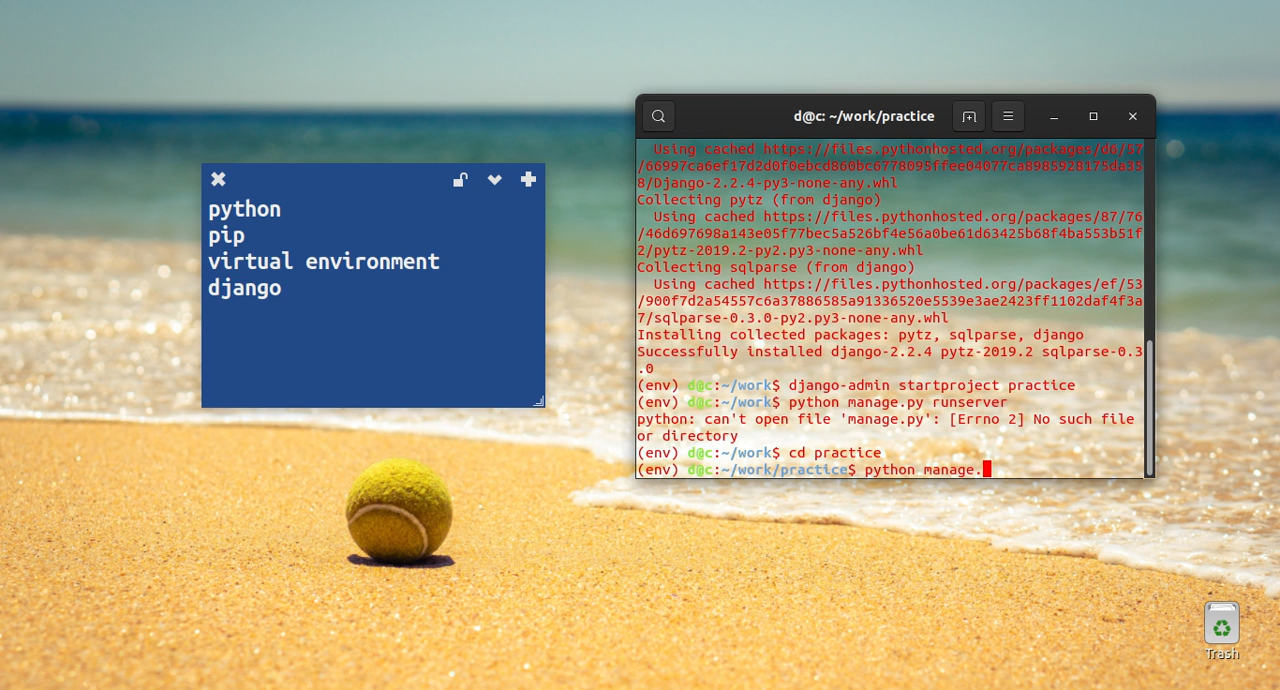 python
pip
virtual environment
django
d@c: ~/work/practice
Using cached https://files.pythonhosted.org/packages/d6/57
/66997ca6ef17d2d0f0ebcd860bc6778095ffee04077ca8985928175da35
8/Django-2.2.4-py3-none-any.whl
Collecting pytz (from django)
Using cached https://files.pythonhosted.org/packages/87/76
/46d697698a143e05f77bec5a526bf4e56a0be61d63425b68f4ba553b51f
2/pytz-2019.2-py2.py3-none-any.whl
Collecting sqlparse (from django)
Using cached https://files.pythonhosted.org/packages/ef/53
/900f7d2a54557c6a37886585a91336520e5539e3ae2423ff1102daf4f3a
7/sqlparse-0.3.0-py2.py3-none-any.whl
Installing collected packages: pytz, sqlparse, django
Successfully installed django-2.2.4 pytz-2019.2 sqlparse-0.3
.0
(env) d@c:~/work$ django-admin startproject practice
(env) d@c:~/work$ python manage.py runserver
python: can't open file 'manage.py': [Errno 2] No such file
or directory
(env) d@c:~/work$ cd practice
(env) d@c:~/work/practice$ python manage.
Trash